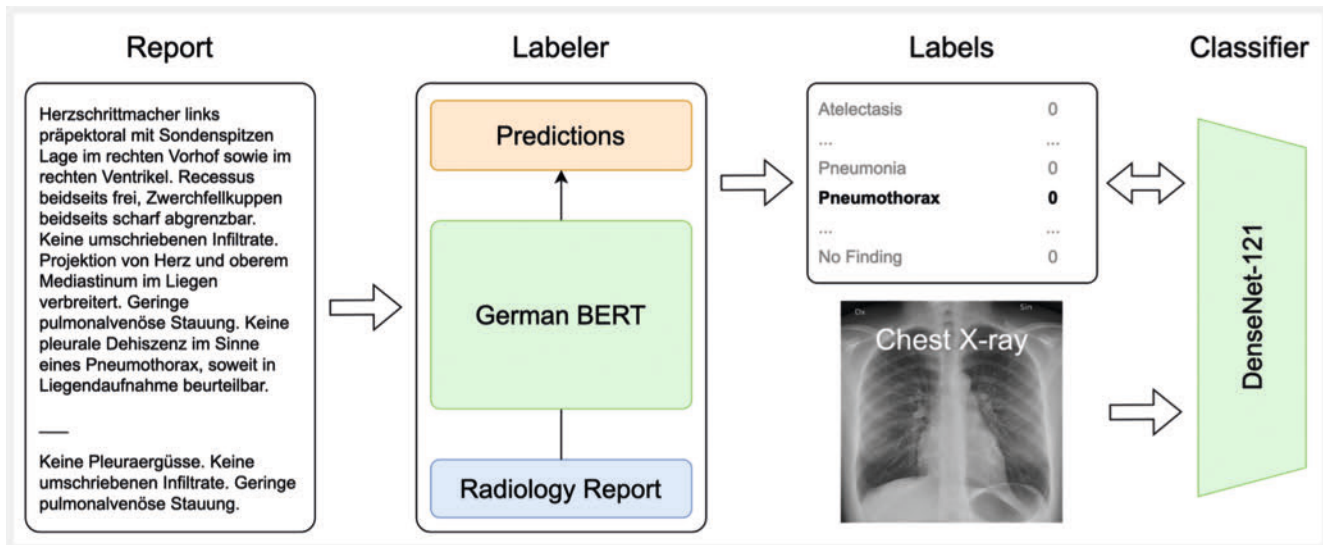 Report
Herzschrittmacher links
präpektoral mit Sondenspitzen
Lage im rechten Vorhof sowie im
rechten Ventrikel. Recessus
beidseits frei, Zwerchfellkuppen
beidseits scharf abgrenzbar.
Keine umschriebenen Infiltrate.
Projektion von Herz und oberem
Mediastinum im Liegen
verbreitert. Geringe
pulmonalvenöse Stauung. Keine
pleurale Dehiszenz im Sinne
eines Pneumothorax, soweit in
Liegendaufnahme beurteilbar.
Keine Pleuraergüsse. Keine
umschriebenen Infiltrate. Geringe
pulmonalvenöse Stauung.
Labeler
Predictions
German BERT
Radiology Report
Labels
Atelectasis 0
... ...
Pneumonia 0
Pneumothorax 0
... ...
No Finding 0
Dx Sin
Chest X-ray
Classifier
DenseNet-121